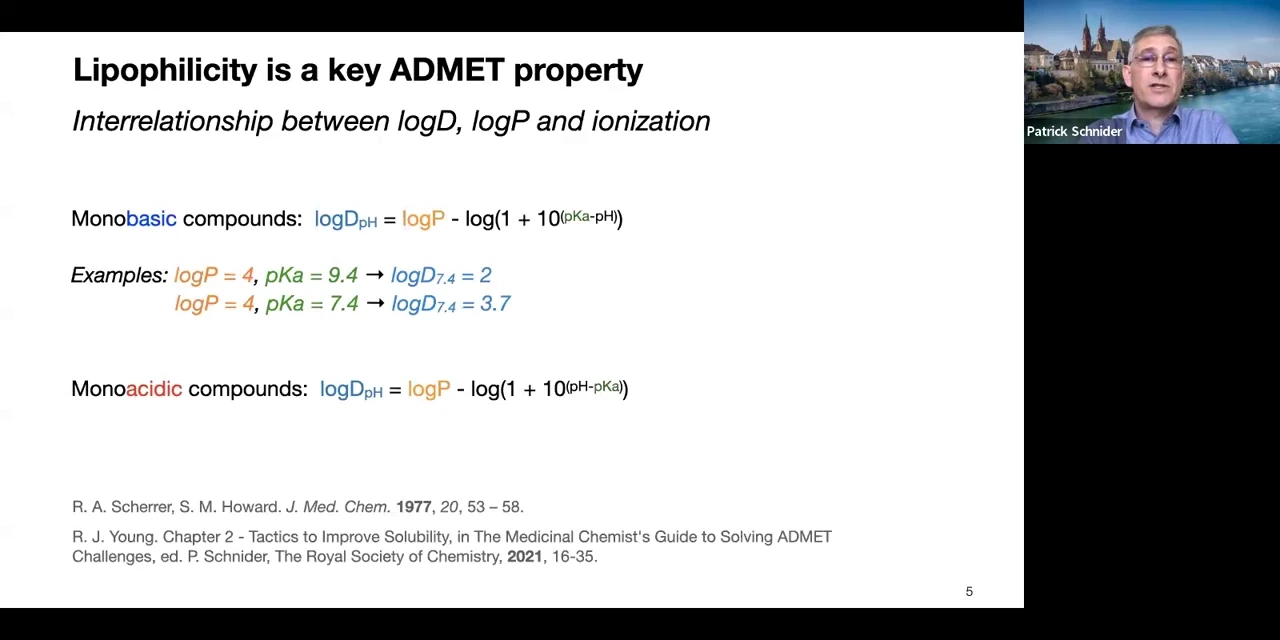 Lipophilicity is a key ADMET property
Interrelationship between logD, logP and ionization
Patrick Schnider
Monobasic compounds: logDpH = logP - log(1 + 10(pKa-pH))
Examples: logP = 4, pKa = 9.4 → logD7.4 = 2
logP = 4, pKa = 7.4 → logD7.4 = 3.7
Monoacidic compounds: logDpH = logP - log(1 + 10(pH-pKa))
R. A. Scherrer, S. M. Howard. J. Med. Chem. 1977, 20, 53 – 58.
R. J. Young. Chapter 2 - Tactics to Improve Solubility, in The Medicinal Chemist's Guide to Solving ADMET
Challenges, ed. P. Schnider, The Royal Society of Chemistry, 2021, 16-35.
5